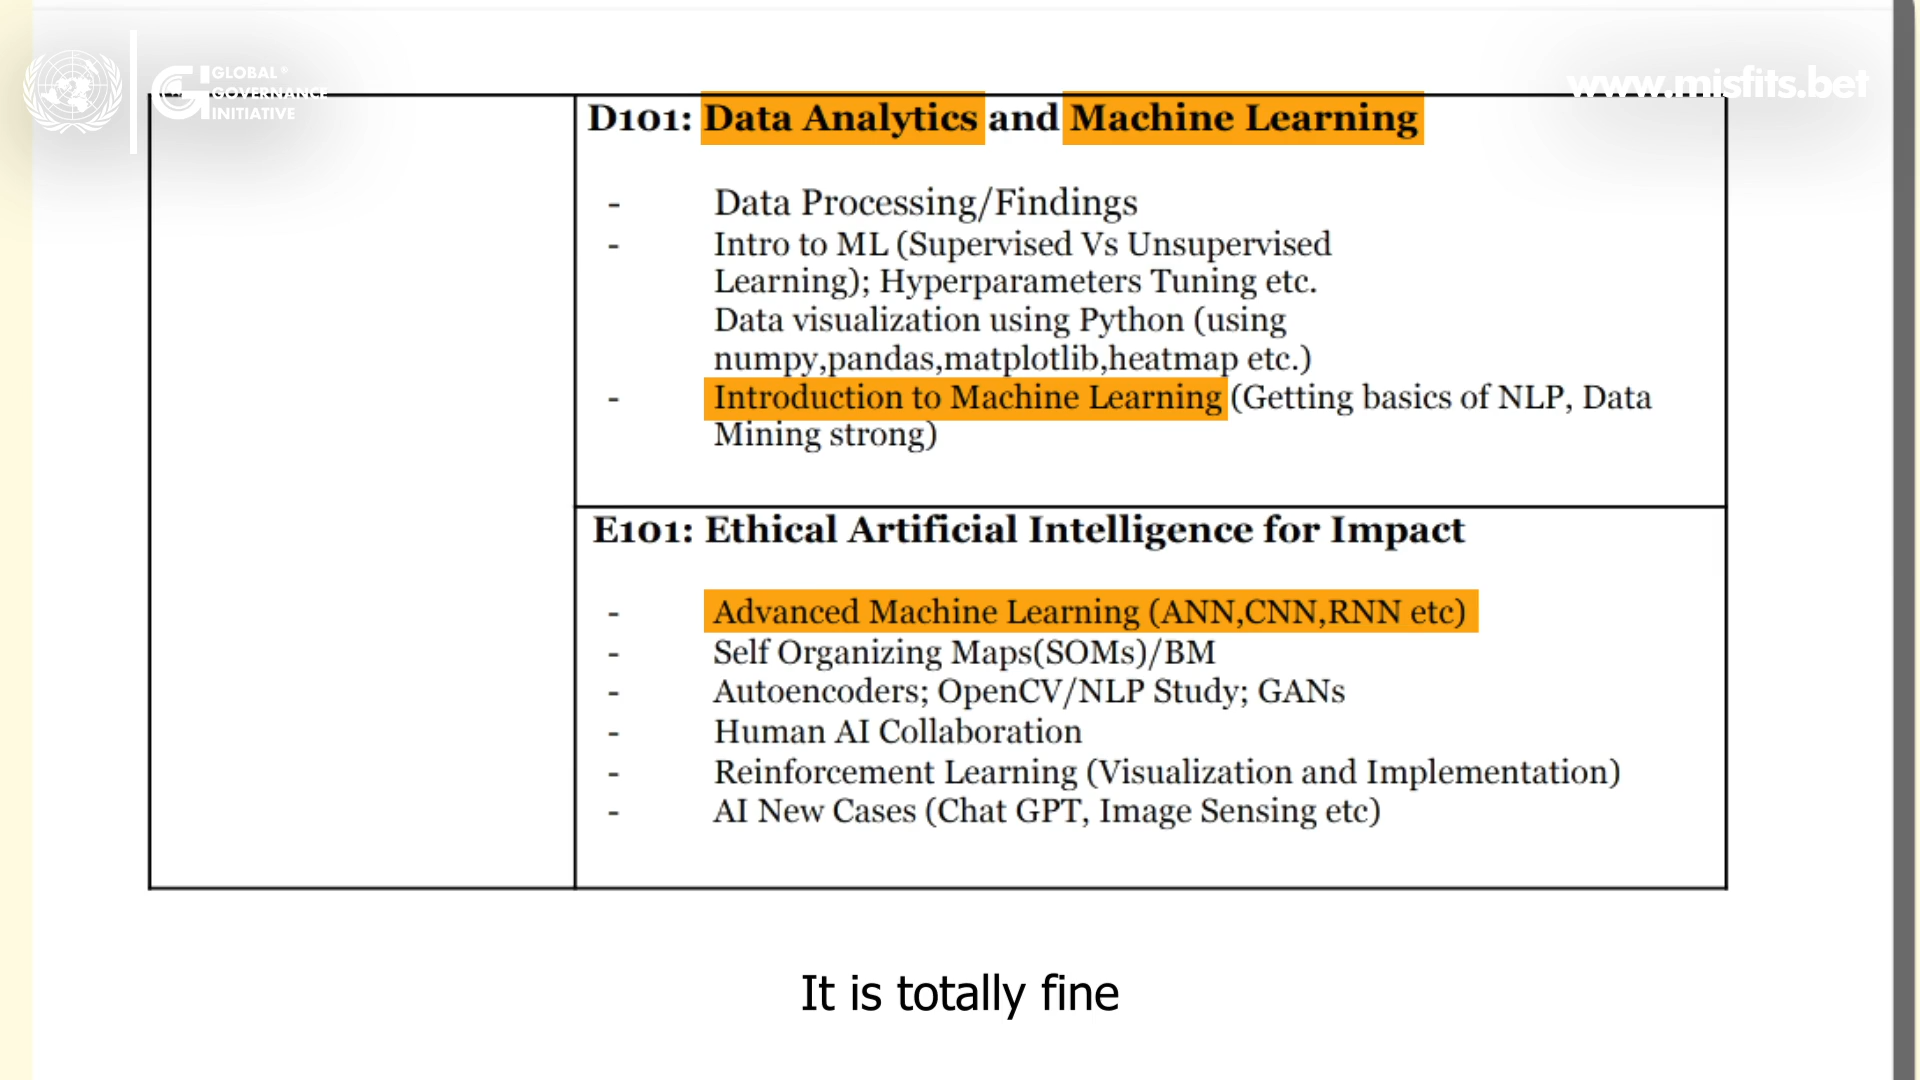 GLOBAL®
GOVERNANCE
INITIATIVE
www.misfits.bet
D101: Data Analytics and Machine Learning
- Data Processing/Findings
- Intro to ML (Supervised Vs Unsupervised
Learning); Hyperparameters Tuning etc.
Data visualization using Python (using
numpy,pandas,matplotlib,heatmap etc.)
- Introduction to Machine Learning (Getting basics of NLP, Data
Mining strong)
E101: Ethical Artificial Intelligence for Impact
- Advanced Machine Learning (ANN,CNN,RNN etc)
- Self Organizing Maps(SOMs)/BM
- Autoencoders; OpenCV/NLP Study; GANs
- Human AI Collaboration
- Reinforcement Learning (Visualization and Implementation)
- AI New Cases (Chat GPT, Image Sensing etc)
It is totally fine